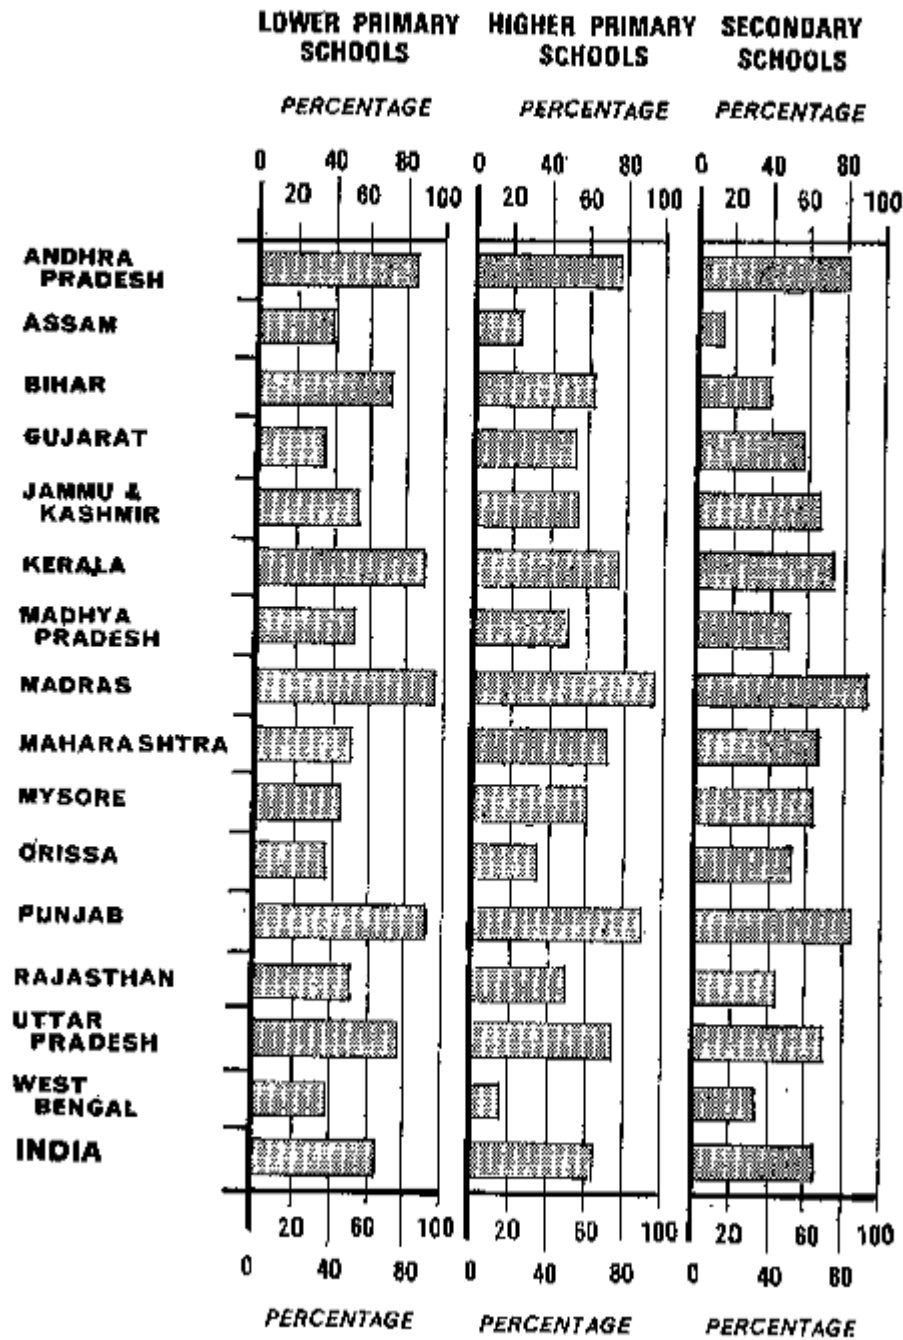 LOWER PRIMARY SCHOOLS
HIGHER PRIMARY SCHOOLS
SECONDARY SCHOOLS
PERCENTAGE PERCENTAGE PERCENTAGE
0 40 80 0 40 80 0 40 80
20 60 100 20 60 100 20 60 100
ANDHRA
PRADESH
ASSAM
BIHAR
GUJARAT
JAMMU &
KASHMIR
KERALA
MADHYA
PRADESH
MADRAS
MAHARASHTRA
MYSORE
ORISSA
PUNJAB
RAJASTHAN
UTTAR
PRADESH
WEST
BENGAL
INDIA
20 60 100 20 60 100 20 60 100
0 40 80 0 40 80 0 40 80
PERCENTAGE PERCENTAGE PERCENTAGE